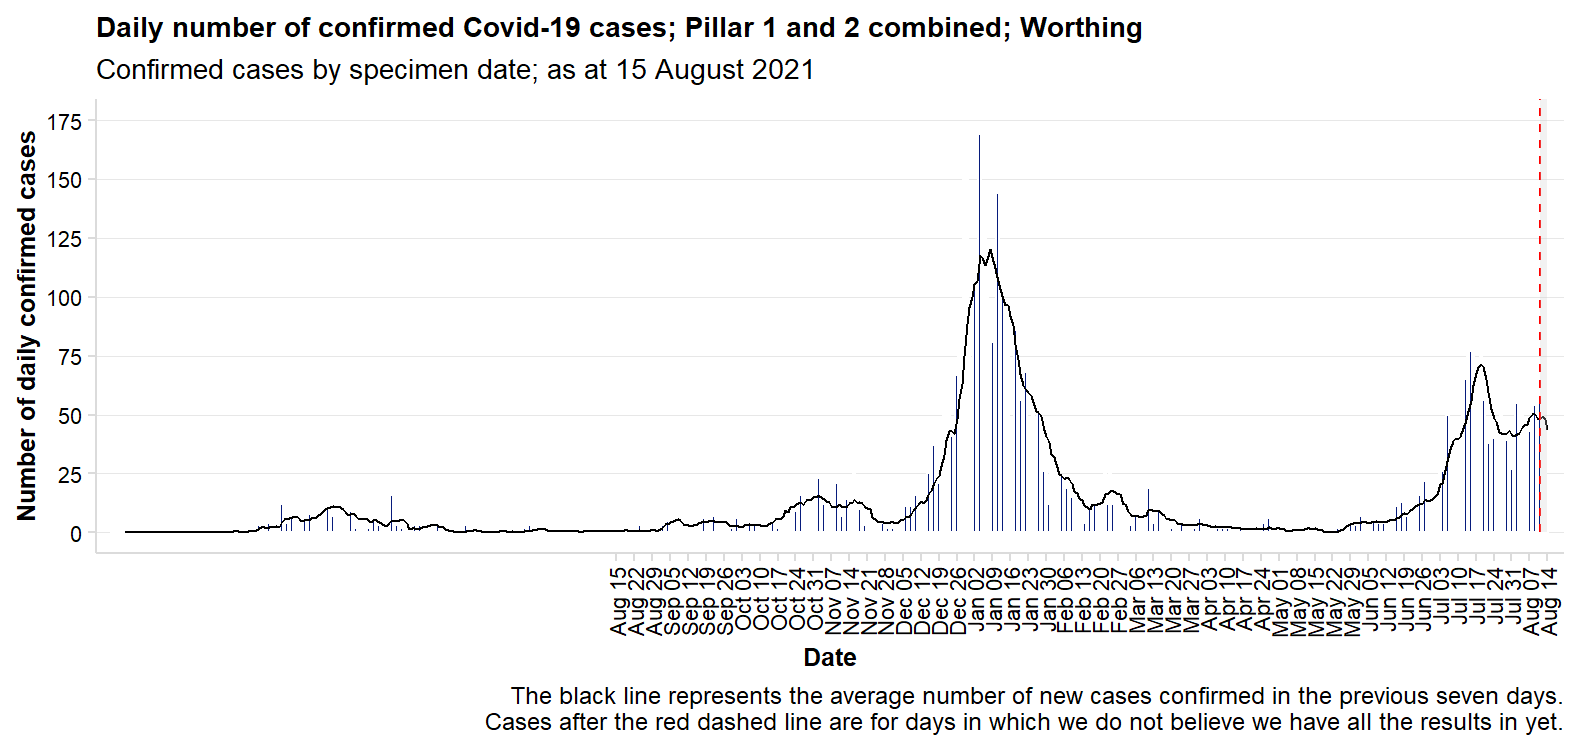 Daily number of confirmed Covid-19 cases; Pillar 1 and 2 combined; Worthing
Confirmed cases by specimen date; as at 15 August 2021
Number of daily confirmed cases
175
150
125
100
75
50
25
0
Aug 15
Aug 22
Aug 29
Sep 05
Sep 12
Sep 19
Sep 26
Oct 03
Oct 10
Oct 17
Oct 24
Oct 31
Nov 07
Nov 14
Nov 21
Nov 28
Dec 05
Dec 12
Dec 19
Dec 26
Jan 02
Jan 09
Jan 16
Jan 23
Jan 30
Feb 06
Feb 13
Feb 20
Feb 27
Mar 06
Mar 13
Mar 20
Mar 27
Apr 03
Apr 10
Apr 17
Apr 24
May 01
May 08
May 15
May 22
May 29
Jun 05
Jun 12
Jun 19
Jun 26
Jul 03
Jul 10
Jul 17
Jul 24
Jul 31
Aug 07
Aug 14
Date
The black line represents the average number of new cases confirmed in the previous seven days.
Cases after the red dashed line are for days in which we do not believe we have all the results in yet.